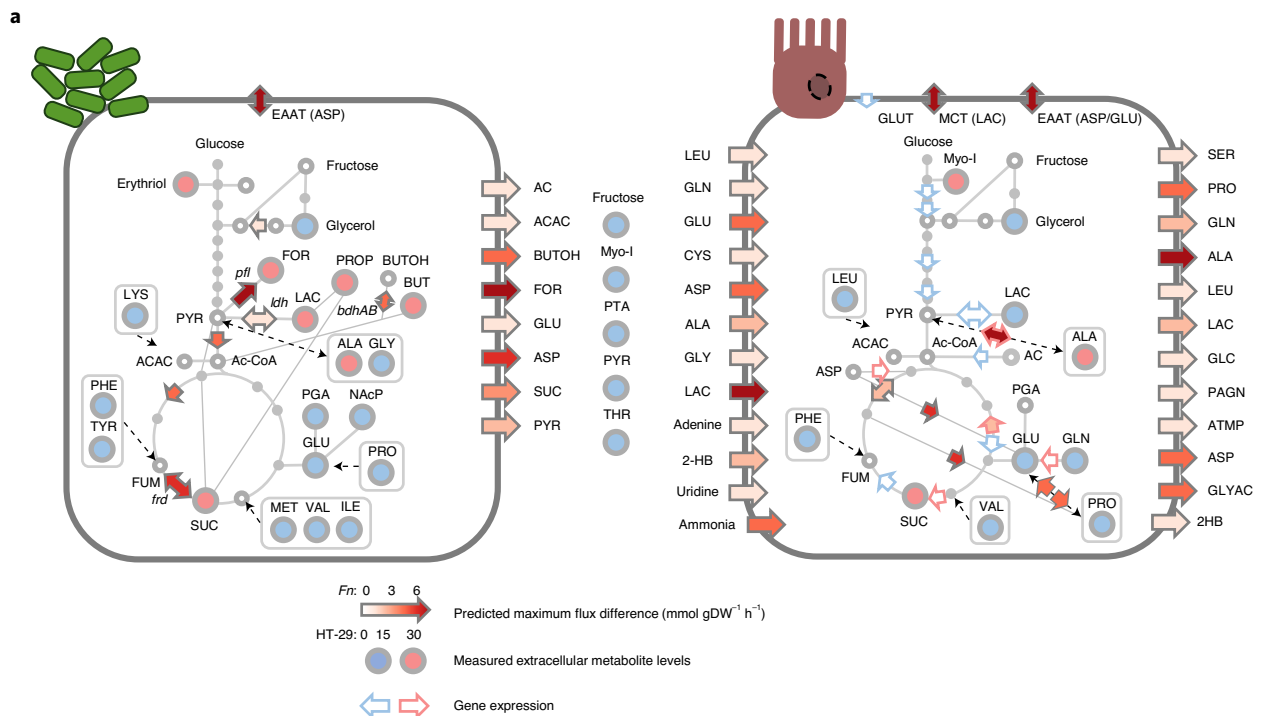 a
EAAT (ASP)
Glucose
Erythriol
Fructose
Glycerol
FOR
pfl
PROP
BUTOH
BUT
ldh
LAC
bdhAB
LYS
PYR
ACAC
Ac-CoA
ALA GLY
PHE
TYR
PGA
NAcP
GLU
PRO
FUM
frd
SUC
MET VAL ILE
AC
ACAC
BUTOH
FOR
GLU
ASP
SUC
PYR
Fructose
Myo-I
PTA
PYR
THR
GLUT
MCT (LAC)
EAAT (ASP/GLU)
LEU
GLN
GLU
CYS
ASP
ALA
GLY
LAC
Adenine
2-HB
Uridine
Ammonia
Glucose
Myo-I
Fructose
Glycerol
LEU
PYR
LAC
ACAC
Ac-CoA
AC
ALA
ASP
PGA
PHE
GLU
GLN
FUM
SUC
VAL
PRO
SER
PRO
GLN
ALA
LEU
LAC
GLC
PAGN
ATMP
ASP
GLYAC
2HB
Fn: 0 3 6
Predicted maximum flux difference (mmol gDW⁻¹ h⁻¹)
HT-29: 0 15 30
Measured extracellular metabolite levels
Gene expression